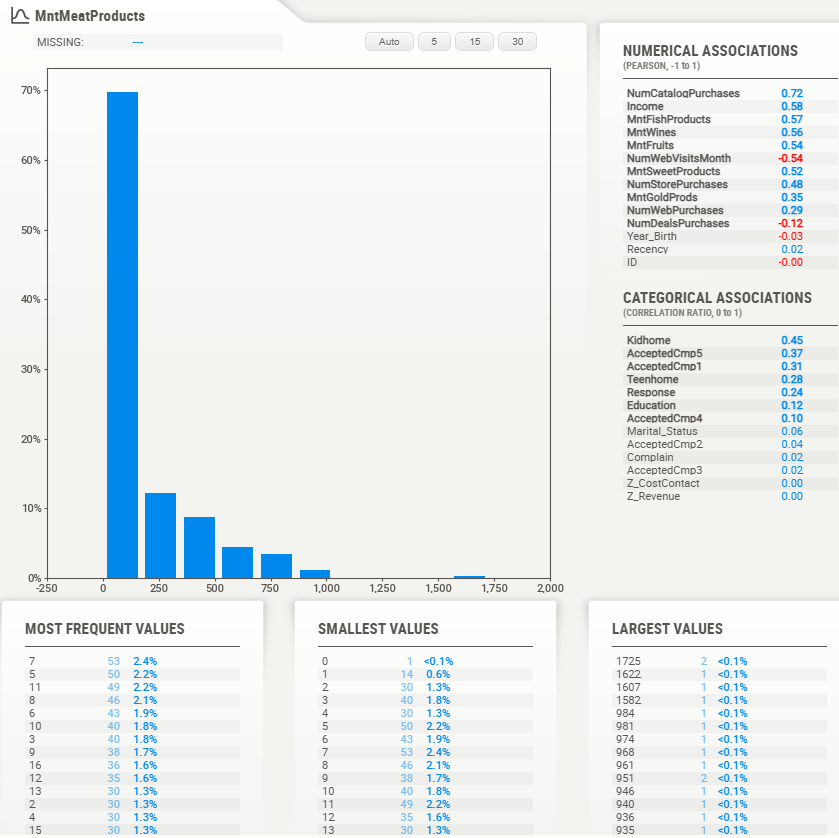 MntMeatProducts
MISSING: ---
Auto 5 15 30
70%
60%
50%
40%
30%
20%
10%
0%
-250 0 250 500 750 1,000 1,250 1,500 1,750 2,000
NUMERICAL ASSOCIATIONS
(PEARSON, -1 to 1)
NumCatalogPurchases 0.72
Income 0.58
MntFishProducts 0.57
MntWines 0.56
MntFruits 0.54
NumWebVisitsMonth -0.54
MntSweetProducts 0.52
NumStorePurchases 0.48
MntGoldProds 0.35
NumWebPurchases 0.29
NumDealsPurchases -0.12
Year_Birth -0.03
Recency 0.02
ID -0.00
CATEGORICAL ASSOCIATIONS
(CORRELATION RATIO, 0 to 1)
Kidhome 0.45
AcceptedCmp5 0.37
AcceptedCmp1 0.31
Teenhome 0.28
Response 0.24
Education 0.12
AcceptedCmp4 0.10
Marital_Status 0.06
AcceptedCmp2 0.04
Complain 0.02
AcceptedCmp3 0.02
Z_CostContact 0.00
Z_Revenue 0.00
MOST FREQUENT VALUES
7 53 2.4%
5 50 2.2%
11 49 2.2%
8 46 2.1%
6 43 1.9%
10 40 1.8%
3 40 1.8%
9 38 1.7%
16 36 1.6%
12 35 1.6%
13 30 1.3%
2 30 1.3%
4 30 1.3%
15 30 1.3%
SMALLEST VALUES
0 1 <0.1%
1 14 0.6%
2 30 1.3%
3 40 1.8%
4 30 1.3%
5 50 2.2%
6 43 1.9%
7 53 2.4%
8 46 2.1%
9 38 1.7%
10 40 1.8%
11 49 2.2%
12 35 1.6%
13 30 1.3%
LARGEST VALUES
1725 2 <0.1%
1622 1 <0.1%
1607 1 <0.1%
1582 1 <0.1%
984 1 <0.1%
981 1 <0.1%
974 1 <0.1%
968 1 <0.1%
961 1 <0.1%
951 2 <0.1%
946 1 <0.1%
940 1 <0.1%
936 1 <0.1%
935 1 <0.1%